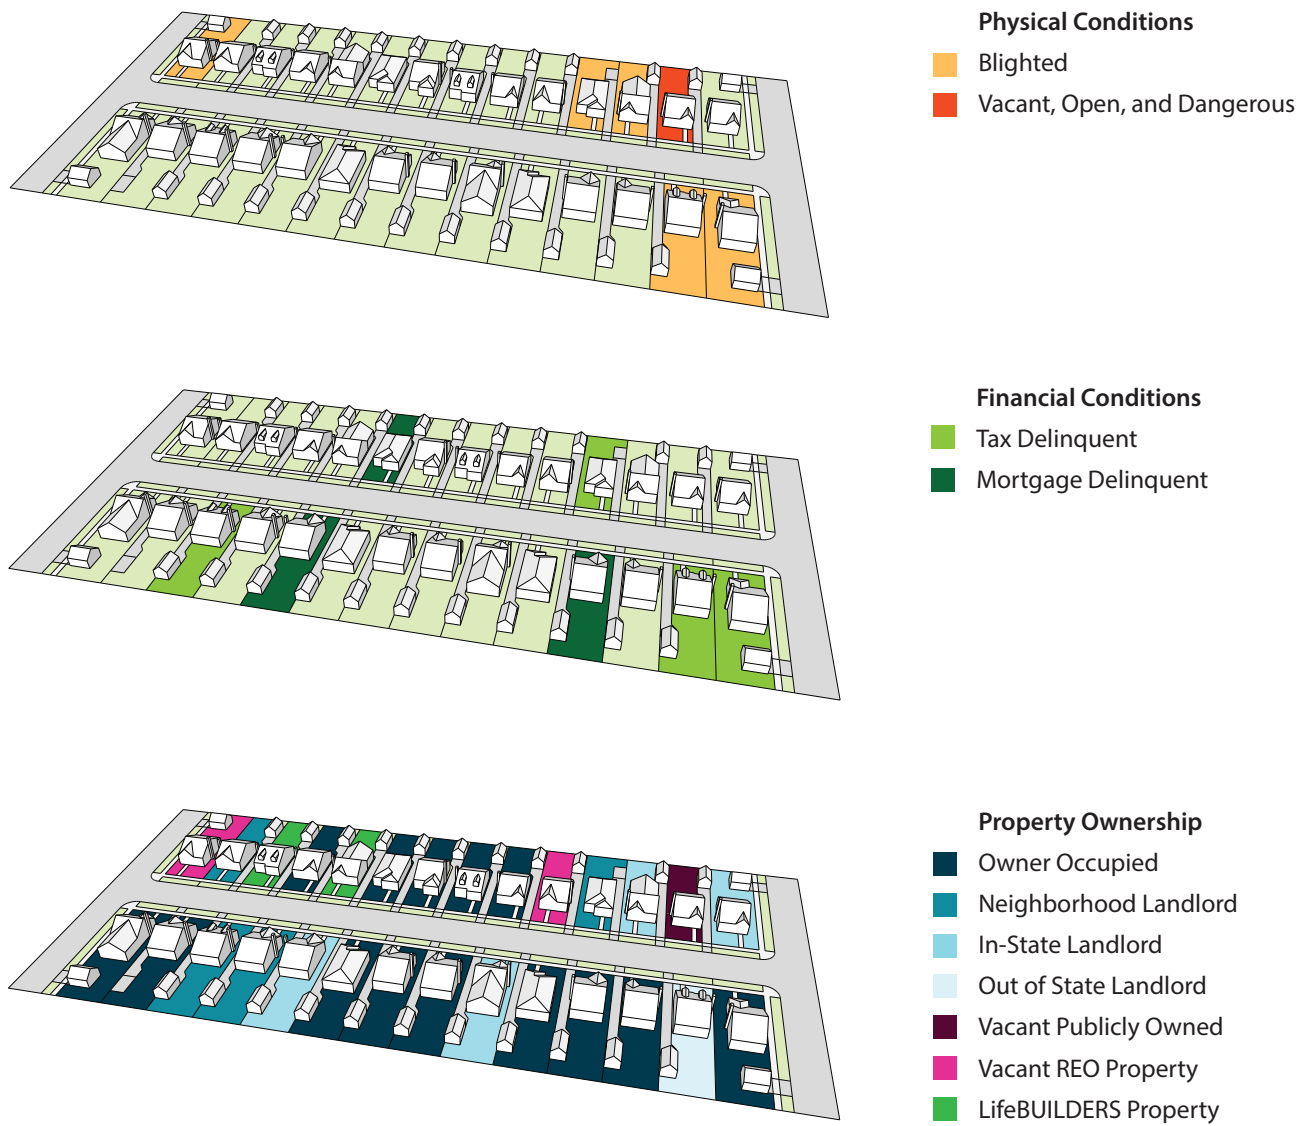 Physical Conditions
Blighted
Vacant, Open, and Dangerous
Financial Conditions
Tax Delinquent
Mortgage Delinquent
Property Ownership
Owner Occupied
Neighborhood Landlord
In-State Landlord
Out of State Landlord
Vacant Publicly Owned
Vacant REO Property
LifeBUILDERS Property